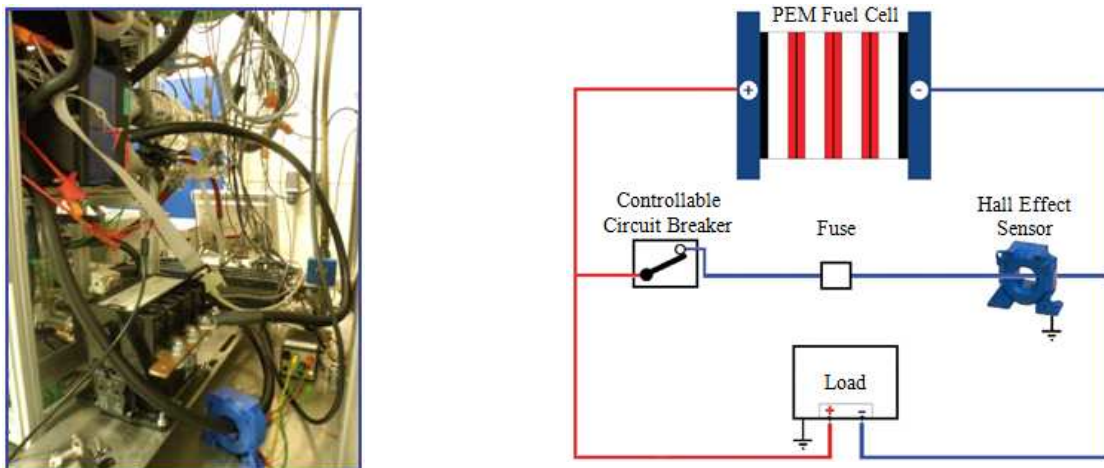 PEM Fuel Cell
+
-
Controllable
Circuit Breaker
Fuse
Hall Effect
Sensor
Load
+ -